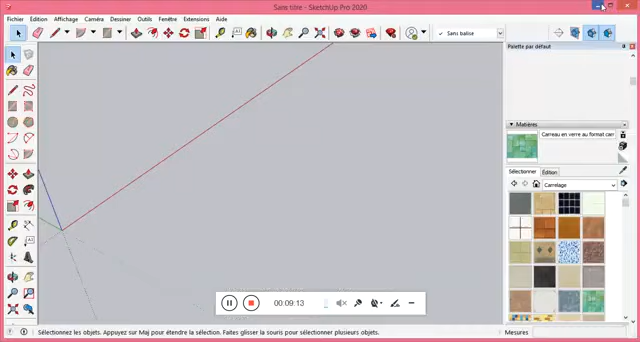 Sans titre - SketchUp Pro 2020
Fichier Édition Affichage Caméra Dessiner Outils Fenêtre Extensions Aide
✓ Sans balise
Palette par défaut
Matières
Carreau en verre au format carr
Sélectionner Édition
Carrelage
00:09:13
Sélectionnez les objets. Appuyez sur Maj pour étendre la sélection. Faites glisser la souris pour sélectionner plusieurs objets.
Mesures